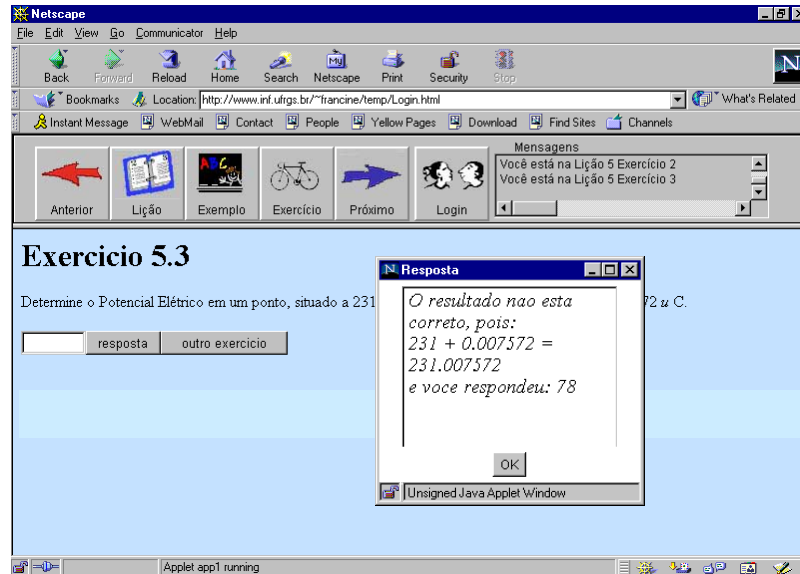 Netscape
File Edit View Go Communicator Help
Back Forward Reload Home Search Netscape Print Security Stop
Bookmarks Location: http://www.inf.ufrgs.br/~francine/temp/Login.html What's Related
Instant Message WebMail Contact People Yellow Pages Download Find Sites Channels
Anterior Lição Exemplo Exercício Próximo Login
Mensagens
Você está na Lição 5 Exercício 2
Você está na Lição 5 Exercício 3
Exercicio 5.3
Determine o Potencial Elétrico em um ponto, situado a 231 72 u C.
resposta outro exercicio
Resposta
O resultado nao esta
correto, pois:
231 + 0.007572 =
231.007572
e voce respondeu: 78
OK
Unsigned Java Applet Window
Applet app1 running